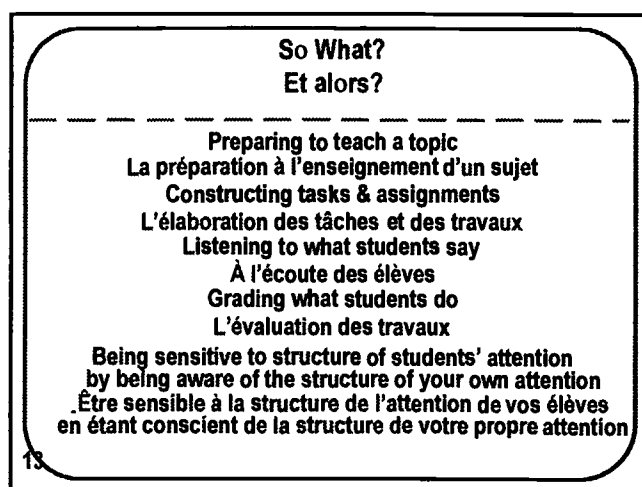 So What?
Et alors?
Preparing to teach a topic
La préparation à l'enseignement d'un sujet
Constructing tasks & assignments
L'élaboration des tâches et des travaux
Listening to what students say
À l'écoute des élèves
Grading what students do
L'évaluation des travaux
Being sensitive to structure of students' attention
by being aware of the structure of your own attention
Être sensible à la structure de l'attention de vos élèves
en étant conscient de la structure de votre propre attention
13